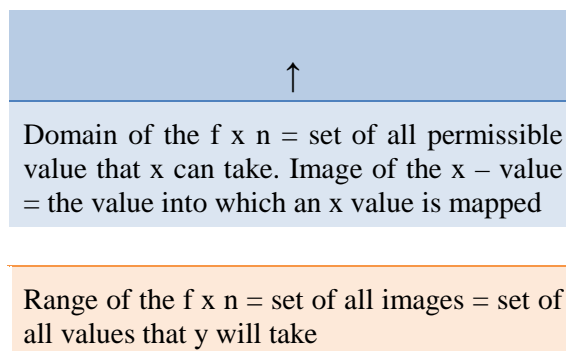 ↑
Domain of the f x n = set of all permissible
value that x can take. Image of the x – value
= the value into which an x value is mapped
Range of the f x n = set of all images = set of
all values that y will take